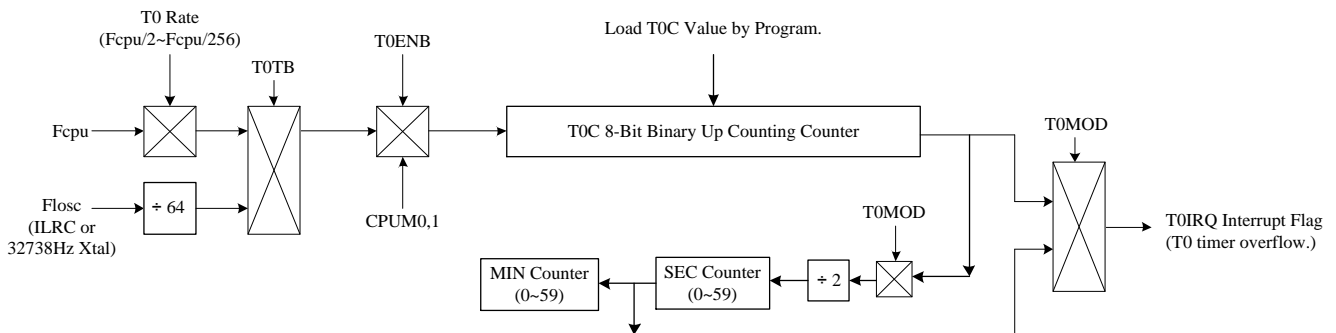 T0 Rate
(Fcpu/2~Fcpu/256)
Load T0C Value by Program.
T0ENB
T0TB
Fcpu
T0C 8-Bit Binary Up Counting Counter
T0MOD
Flosc
(ILRC or
32738Hz Xtal)
÷ 64
CPUM0,1
T0MOD
T0IRQ Interrupt Flag
(T0 timer overflow.)
MIN Counter
(0~59)
SEC Counter
(0~59)
÷ 2